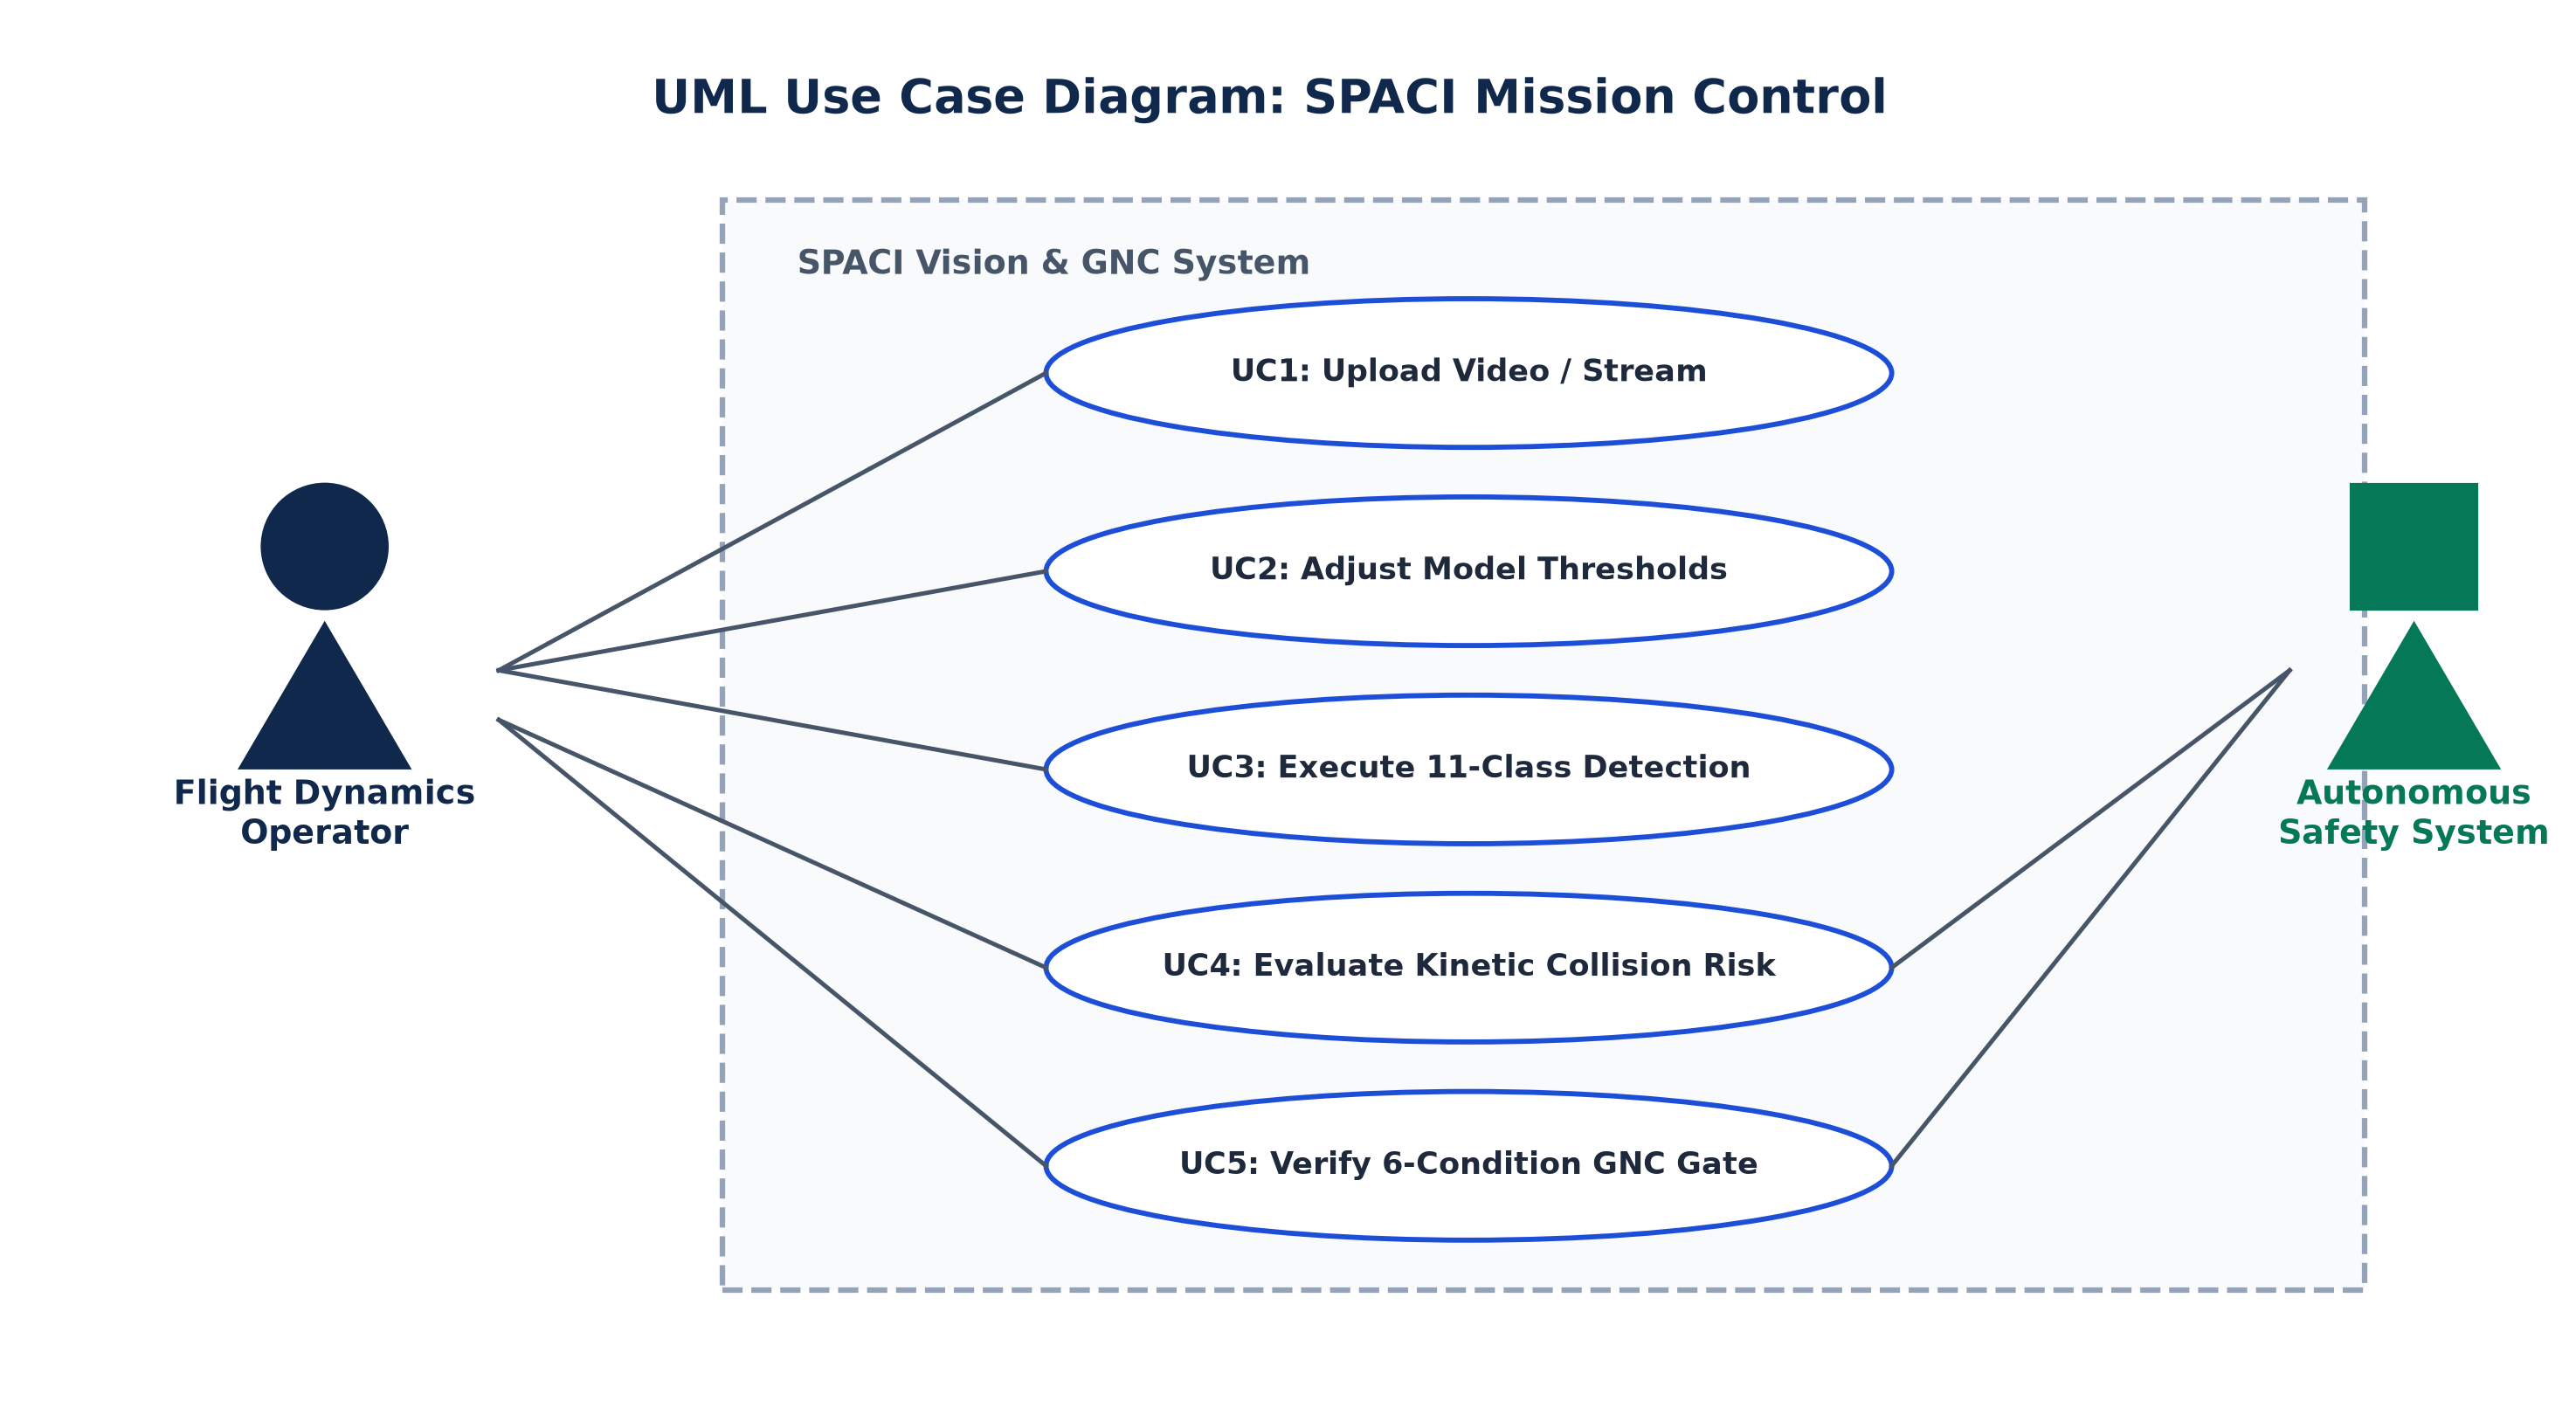 UML Use Case Diagram: SPACI Mission Control
SPACI Vision & GNC System
UC1: Upload Video / Stream
UC2: Adjust Model Thresholds
UC3: Execute 11-Class Detection
Flight Dynamics
Operator
Autonomous
Safety System
UC4: Evaluate Kinetic Collision Risk
UC5: Verify 6-Condition GNC Gate